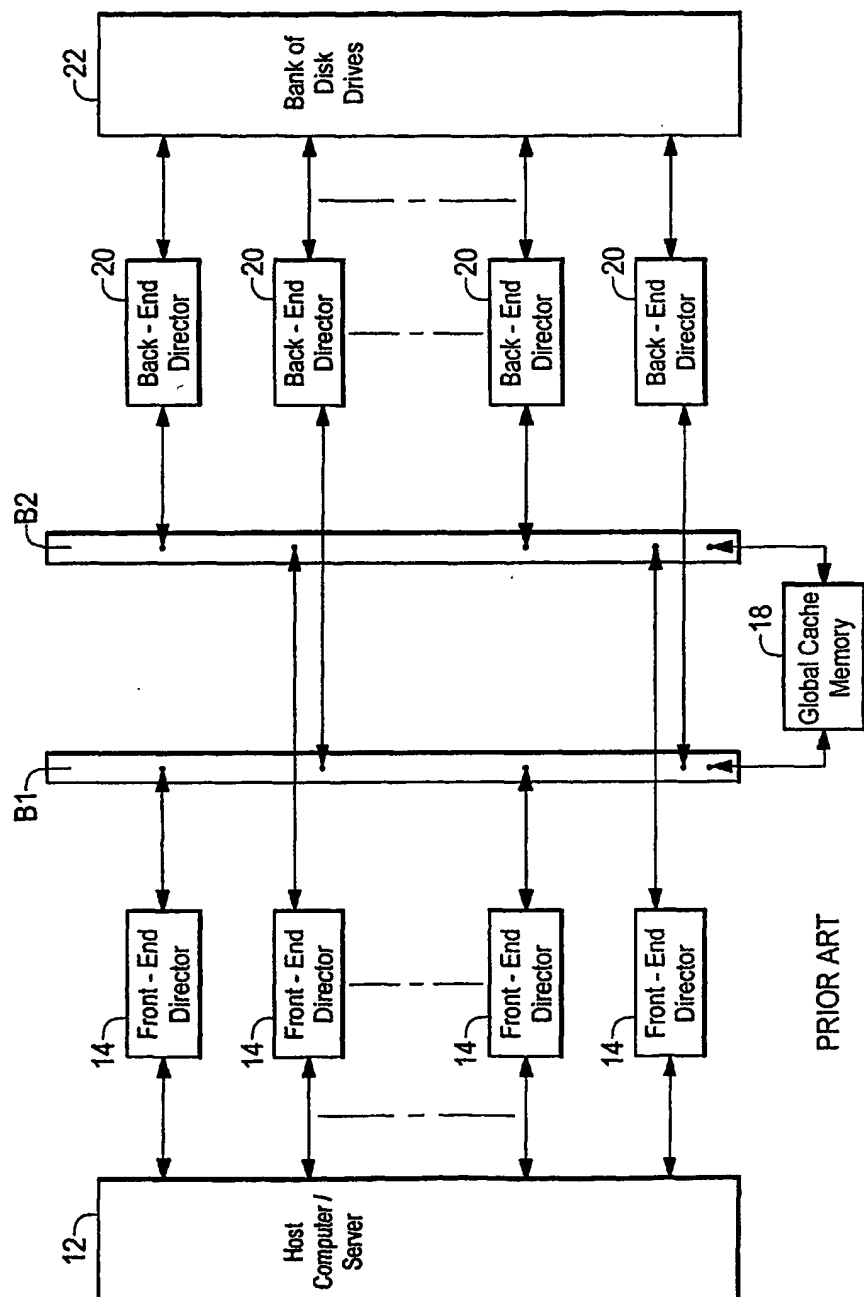 12
Host
Computer /
Server
14
Front - End
Director
14
Front - End
Director
14
Front - End
Director
14
Front - End
Director
B1
B2
18
Global Cache
Memory
20
Back - End
Director
20
Back - End
Director
20
Back - End
Director
20
Back - End
Director
22
Bank of
Disk
Drives
PRIOR ART